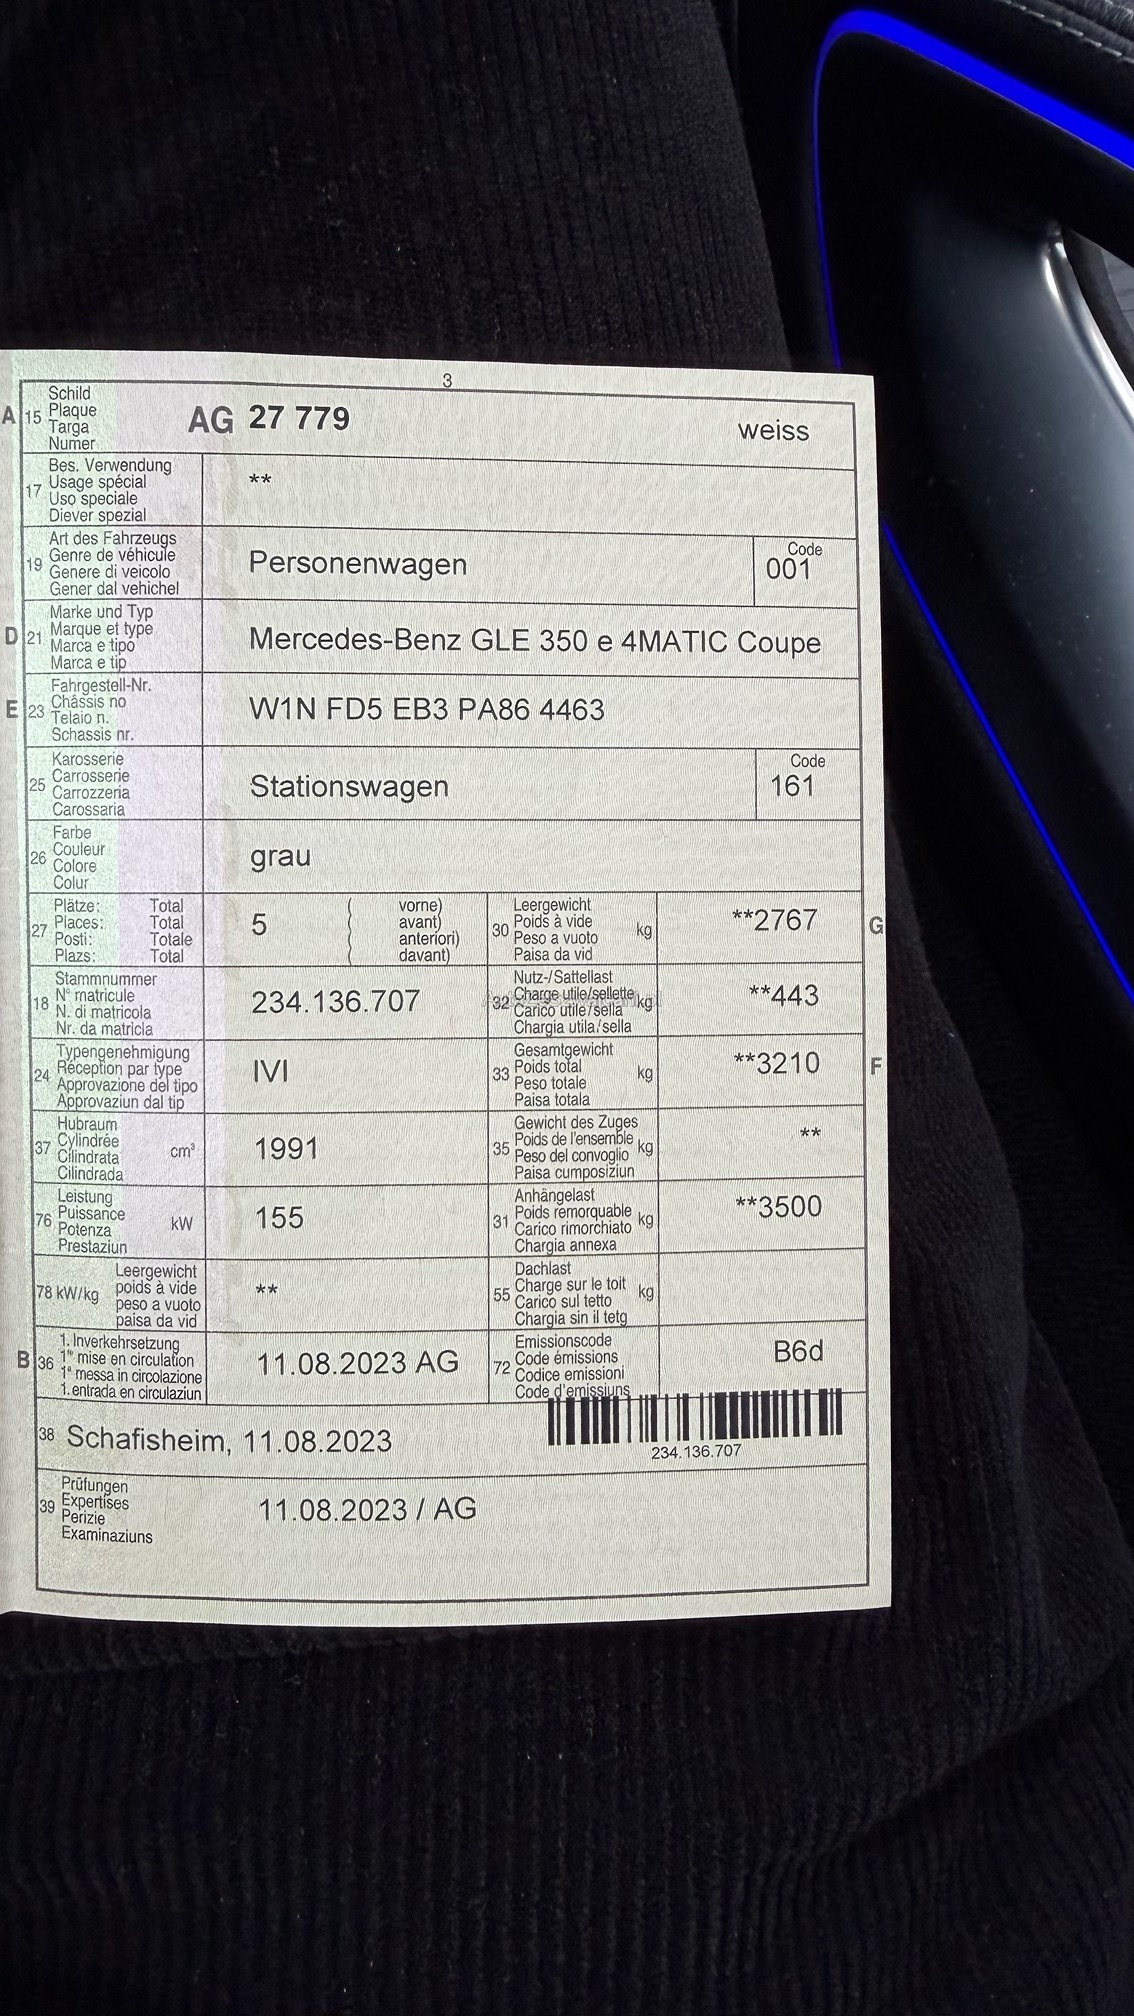 3
A 15 Schild
Plaque
Targa
Numer
AG 27 779
weiss
17 Bes. Verwendung
Usage spécial
Uso speciale
Diever spezial
**
19 Art des Fahrzeugs
Genre de véhicule
Genere di veicolo
Gener dal vehichel
Personenwagen
Code
001
D 21 Marke und Typ
Marque et type
Marca e tipo
Marca e tip
Mercedes-Benz GLE 350 e 4MATIC Coupe
E 23 Fahrgestell-Nr.
Châssis no
Telaio n.
Schassis nr.
W1N FD5 EB3 PA86 4463
25 Karosserie
Carrosserie
Carrozzeria
Carossaria
Stationswagen
Code
161
26 Farbe
Couleur
Colore
Colur
grau
27 Plätze: Total
Places: Total
Posti: Totale
Plazs: Total
5
( vorne)
( avant)
( anteriori)
( davant)
30 Leergewicht
Poids à vide
Peso a vuoto
Paisa da vid
kg
**2767
G
18 Stammnummer
N° matricule
N. di matricola
Nr. da matricla
234.136.707
32 Nutz-/Sattellast
Charge utile/sellette
Carico utile/sella
Chargia utila/sella
kg
**443
24 Typengenehmigung
Réception par type
Approvazione del tipo
Approvaziun dal tip
IVI
33 Gesamtgewicht
Poids total
Peso totale
Paisa totala
kg
**3210
F
37 Hubraum
Cylindrée
Cilindrata
Cilindrada
cm³
1991
35 Gewicht des Zuges
Poids de l'ensemble
Peso del convoglio
Paisa cumposiziun
kg
**
76 Leistung
Puissance
Potenza
Prestaziun
kW
155
31 Anhängelast
Poids remorquable
Carico rimorchiato
Chargia annexa
kg
**3500
78 kW/kg Leergewicht
poids à vide
peso a vuoto
paisa da vid
**
55 Dachlast
Charge sur le toit
Carico sul tetto
Chargia sin il tetg
kg
B 36 1. Inverkehrsetzung
1re mise en circulation
1a messa in circolazione
1. entrada en circulaziun
11.08.2023 AG
72 Emissionscode
Code émissions
Codice emissioni
Code d'emissiuns
B6d
38 Schafisheim, 11.08.2023
234.136.707
39 Prüfungen
Expertises
Perizie
Examinaziuns
11.08.2023 / AG